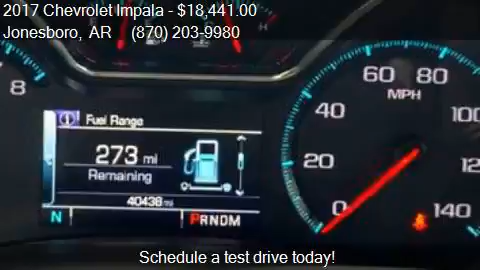 2017 Chevrolet Impala - $18,441.00
Jonesboro, AR (870) 203-9980
8
Fuel Range
273 mi
Remaining
40438 mi
N
PRNDM
0
20
40
60
80
100
12
140
MPH
Schedule a test drive today!